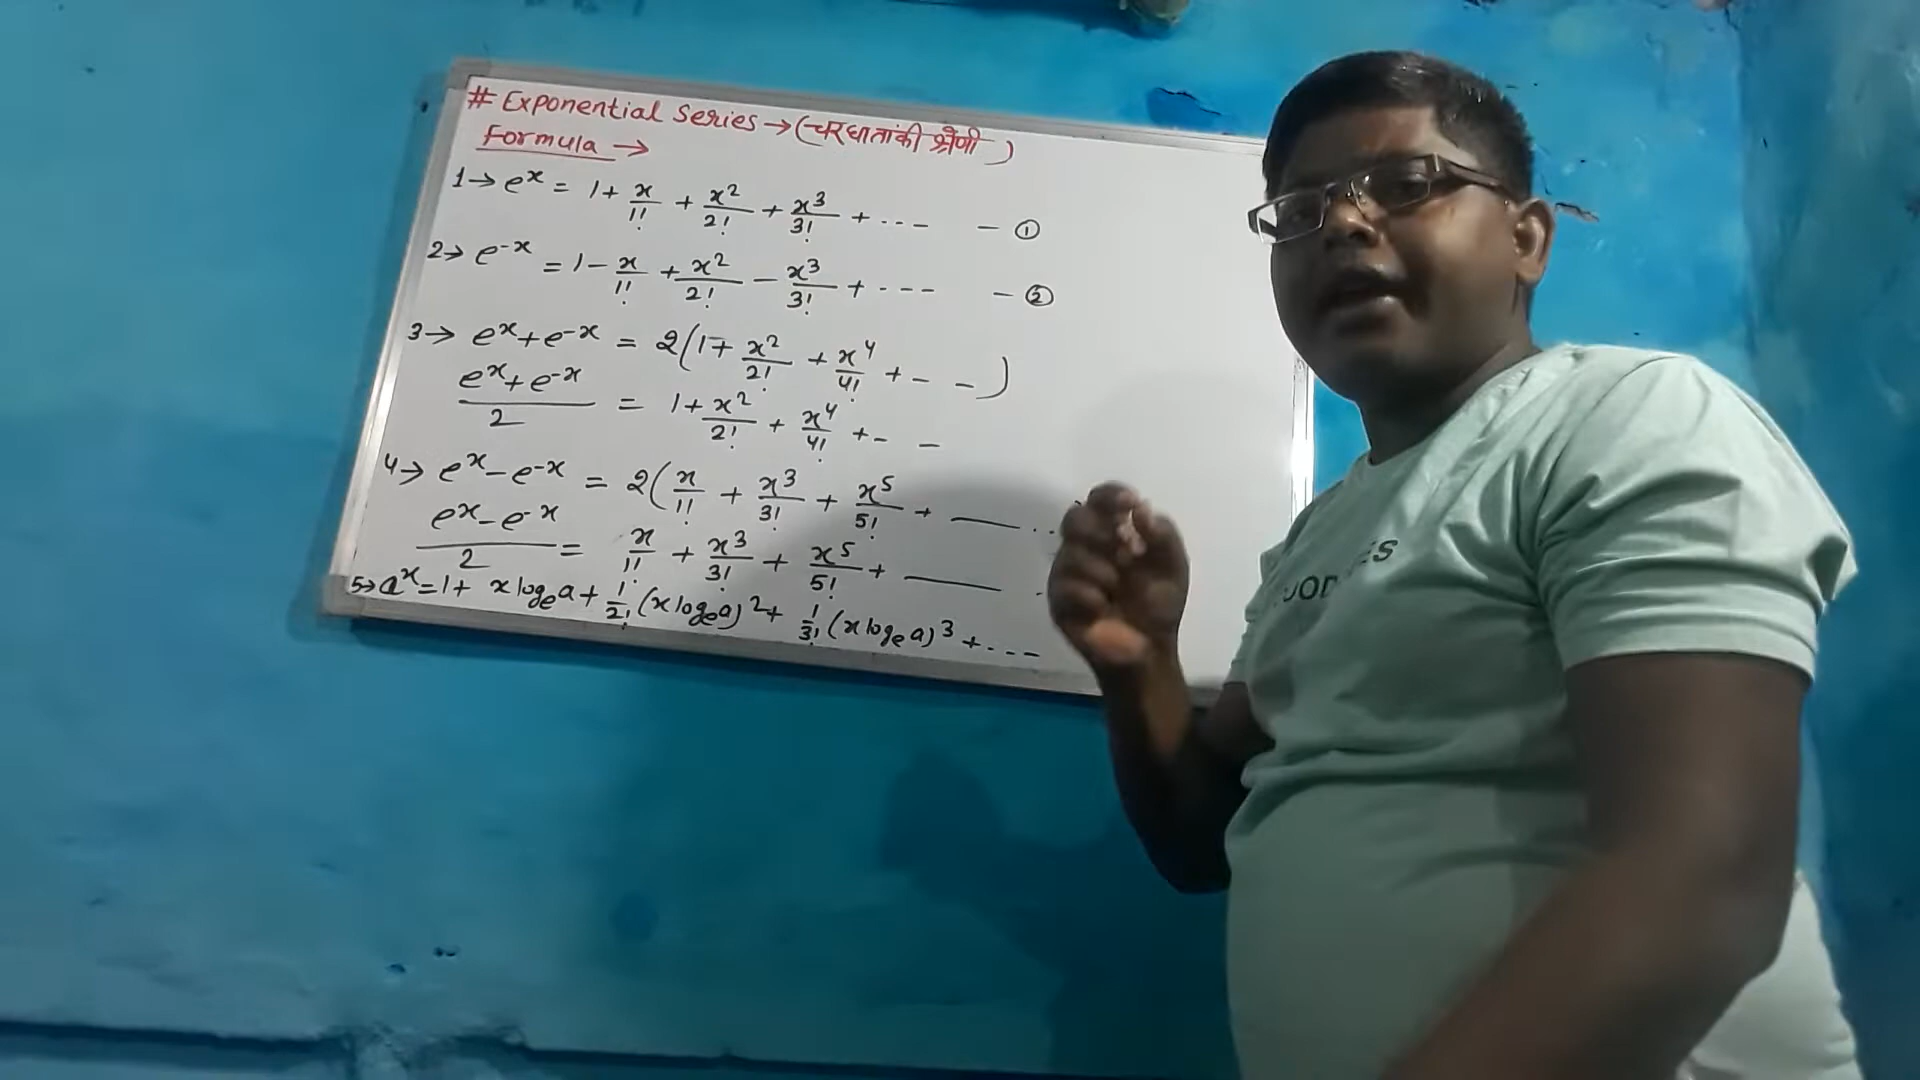 # Exponential Series → (चरघातांकी श्रेणी)
Formula →
1→ eˣ = 1 + x/1! + x²/2! + x³/3! + ---- - ①
2→ e⁻ˣ = 1 - x/1! + x²/2! - x³/3! + --- - ②
3→ eˣ + e⁻ˣ = 2(1 + x²/2! + x⁴/4! + - -)
(eˣ + e⁻ˣ)/2 = 1 + x²/2! + x⁴/4! + - -
4→ eˣ - e⁻ˣ = 2(x/1! + x³/3! + x⁵/5! + —— ..
(eˣ - e⁻ˣ)/2 = x/1! + x³/3! + x⁵/5! + ——
5→ aˣ = 1 + x logₑa + 1/2! (x logₑa)² + 1/3! (x logₑa)³ + ----